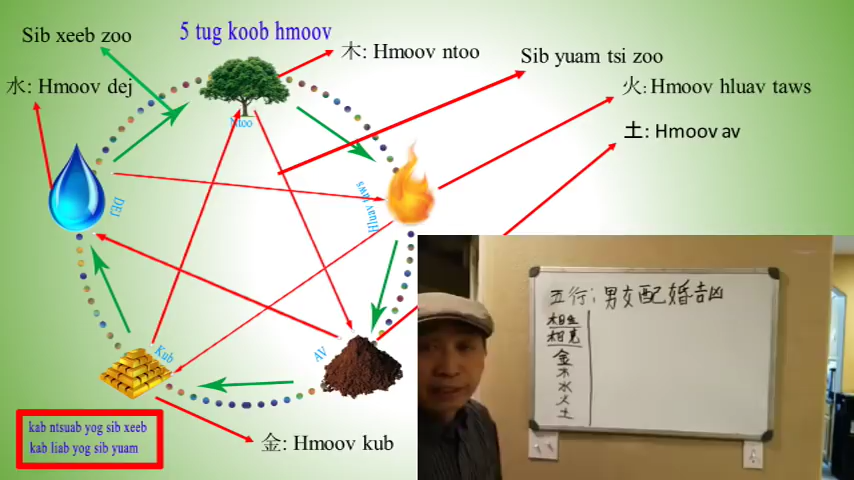 5 tug koob hmoov
Sib xeeb zoo
木: Hmoov ntoo
Sib yuam tsi zoo
水: Hmoov dej
火: Hmoov hluav taws
土: Hmoov av
Ntoo
DEJ
Hluav taws
Kub
AV
kab ntsuab yog sib xeeb
kab liab yog sib yuam
金: Hmoov kub
五行: 男女配婚吉凶
相生
相克
金
木
水
火
土